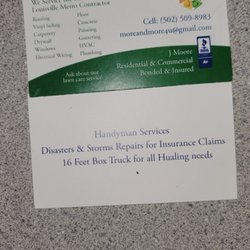 We Service the
Louisville Metro Contractor
Roofing Floor
Vinyl Siding Concrete
Carpentry Painting
Drywall Guttering
Windows HVAC
Electrical Wiring Plumbing
Cell: (502) 509-8983
moreandmore4u@gmail.com
Ask about our
lawn care service
J Moore
Residential & Commercial
Bonded & Insured
BBB
Handyman Services
Disasters & Storms Repairs for Insurance Claims
16 Feet Box Truck for all Hualing needs